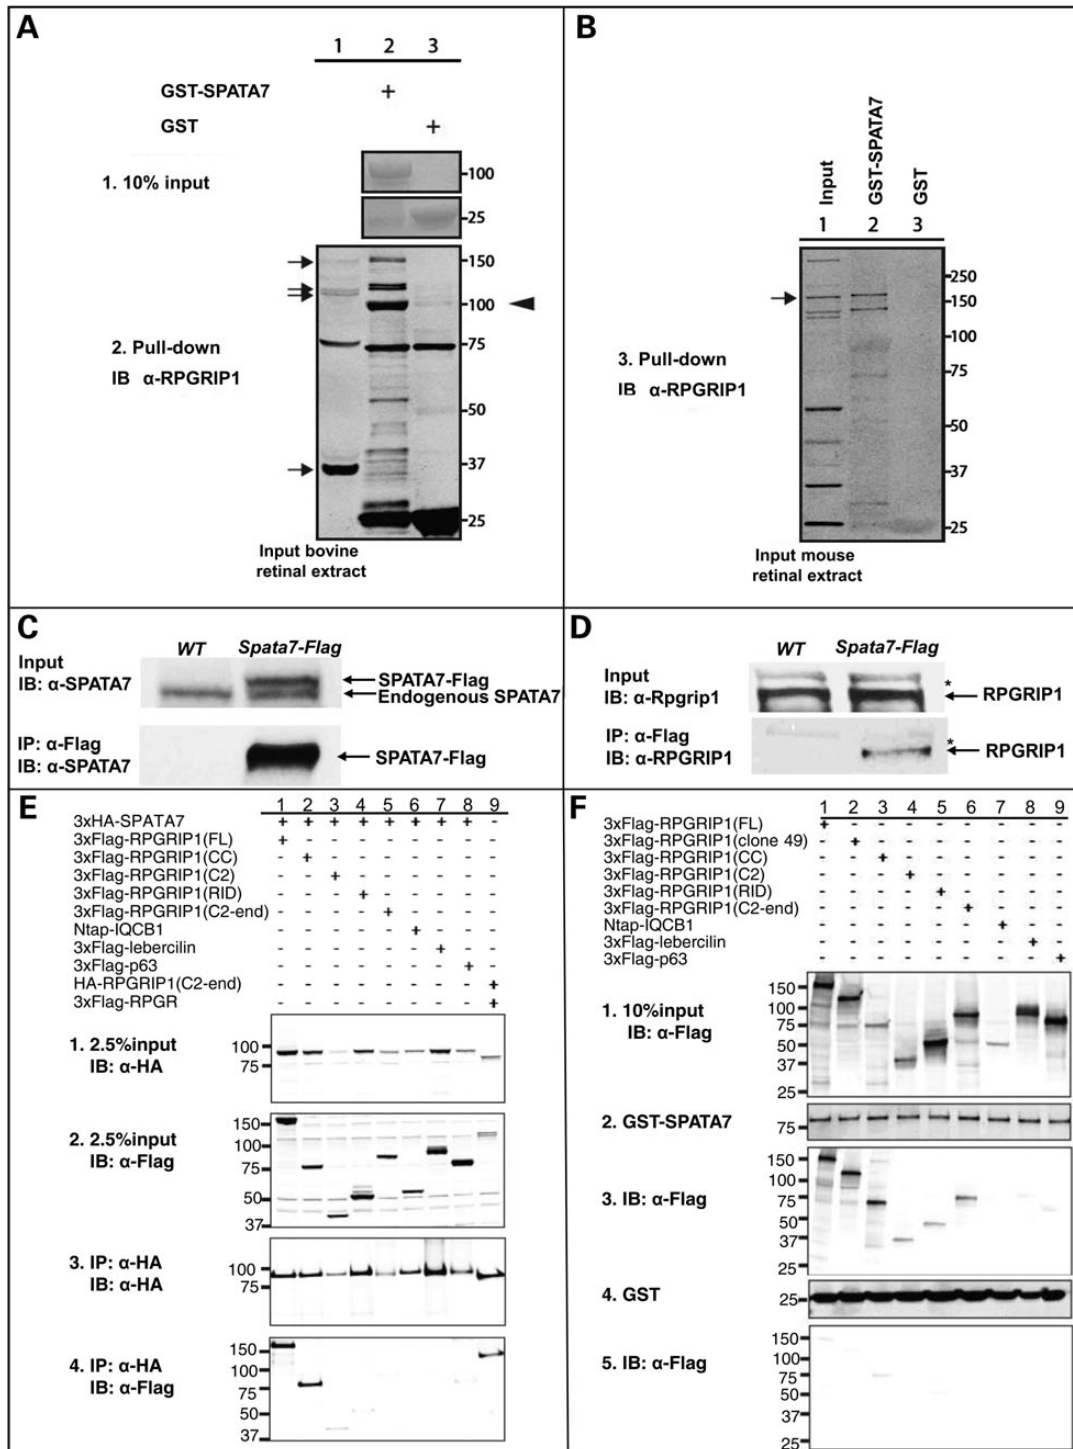 A
1 2 3
GST-SPATA7 +
GST +
1. 10% input
100
25
150
100
75
50
37
25
2. Pull-down
IB α-RPGRIP1
Input bovine
retinal extract
B
Input GST-SPATA7 GST
1 2 3
250
150
100
75
50
37
25
3. Pull-down
IB α-RPGRIP1
Input mouse
retinal extract
C
WT Spata7-Flag
Input
IB: α-SPATA7
SPATA7-Flag
Endogenous SPATA7
IP: α-Flag
IB: α-SPATA7
SPATA7-Flag
D
WT Spata7-Flag
Input
IB: α-Rpgrip1
*
RPGRIP1
IP: α-Flag
IB: α-RPGRIP1
*
RPGRIP1
E
1 2 3 4 5 6 7 8 9
3xHA-SPATA7 + + + + + + + + -
3xFlag-RPGRIP1(FL) + - - - - - - - -
3xFlag-RPGRIP1(CC) - + - - - - - - -
3xFlag-RPGRIP1(C2) - - + - - - - - -
3xFlag-RPGRIP1(RID) - - - + - - - - -
3xFlag-RPGRIP1(C2-end) - - - - + - - - -
Ntap-IQCB1 - - - - - + - - -
3xFlag-lebercilin - - - - - - + - -
3xFlag-p63 - - - - - - - + -
HA-RPGRIP1(C2-end) - - - - - - - - +
3xFlag-RPGR - - - - - - - - +
1. 2.5%input
IB: α-HA
100
75
2. 2.5%input
IB: α-Flag
150
100
75
50
37
3. IP: α-HA
IB: α-HA
100
75
4. IP: α-HA
IB: α-Flag
150
100
75
50
37
F
1 2 3 4 5 6 7 8 9
3xFlag-RPGRIP1(FL) + - - - - - - - -
3xFlag-RPGRIP1(clone 49) - + - - - - - - -
3xFlag-RPGRIP1(CC) - - + - - - - - -
3xFlag-RPGRIP1(C2) - - - + - - - - -
3xFlag-RPGRIP1(RID) - - - - + - - - -
3xFlag-RPGRIP1(C2-end) - - - - - + - - -
Ntap-IQCB1 - - - - - - + - -
3xFlag-lebercilin - - - - - - - + -
3xFlag-p63 - - - - - - - - +
1. 10%input
IB: α-Flag
150
100
75
50
37
25
2. GST-SPATA7
75
3. IB: α-Flag
150
100
75
50
37
25
4. GST
25
5. IB: α-Flag
150
100
75
50
37
25